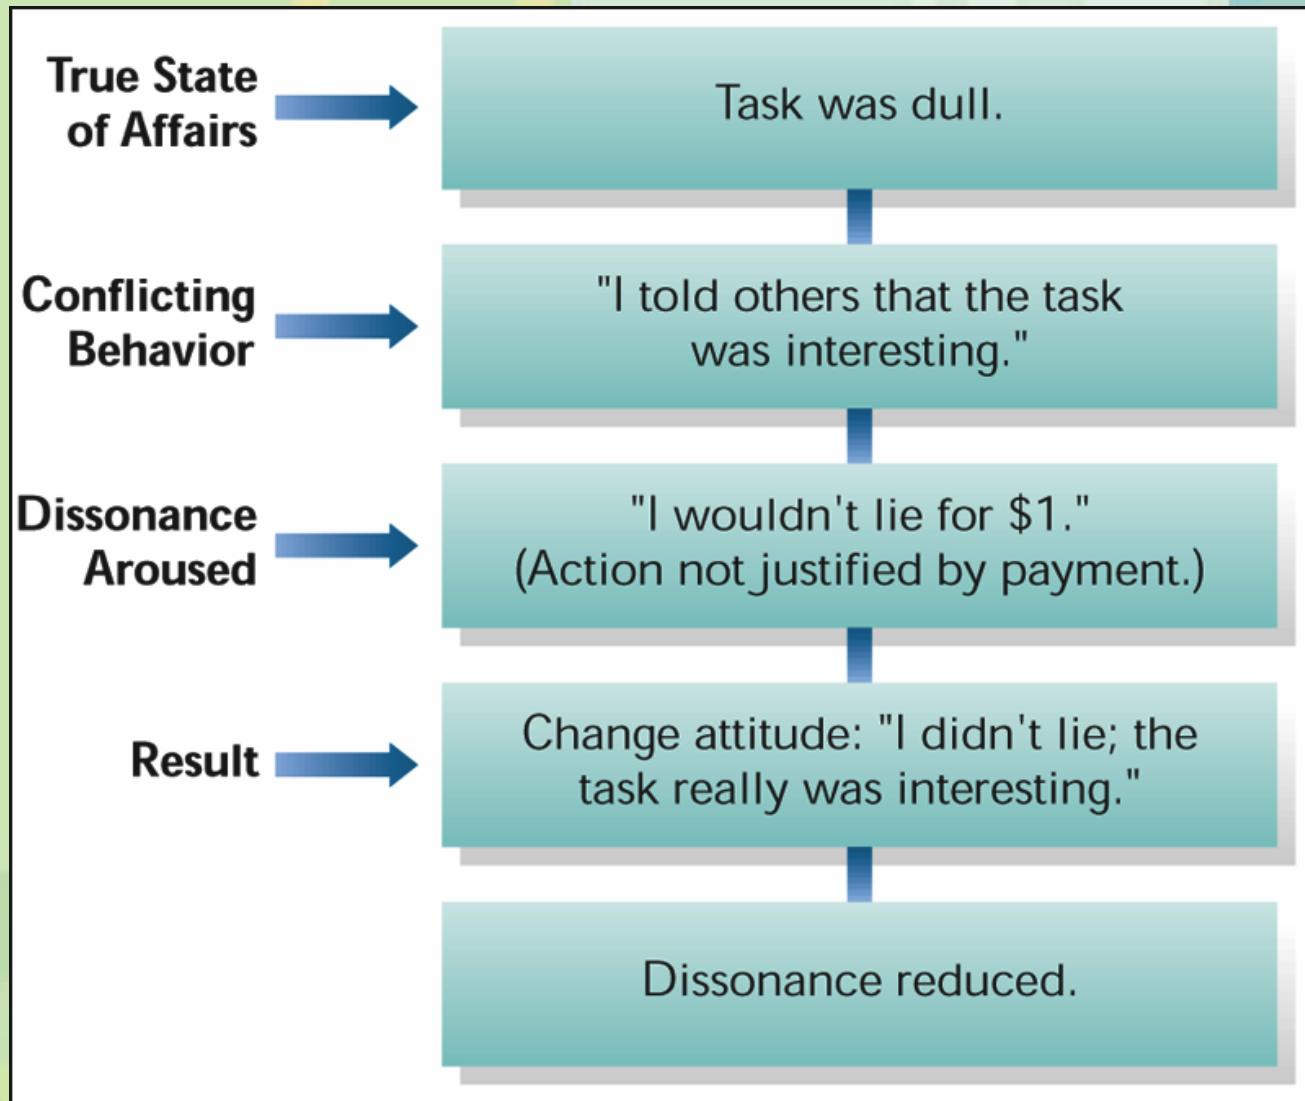 True State
of Affairs
Task was dull.
Conflicting
Behavior
"I told others that the task
was interesting."
Dissonance
Aroused
"I wouldn't lie for $1."
(Action not justified by payment.)
Result
Change attitude: "I didn't lie; the
task really was interesting."
Dissonance reduced.